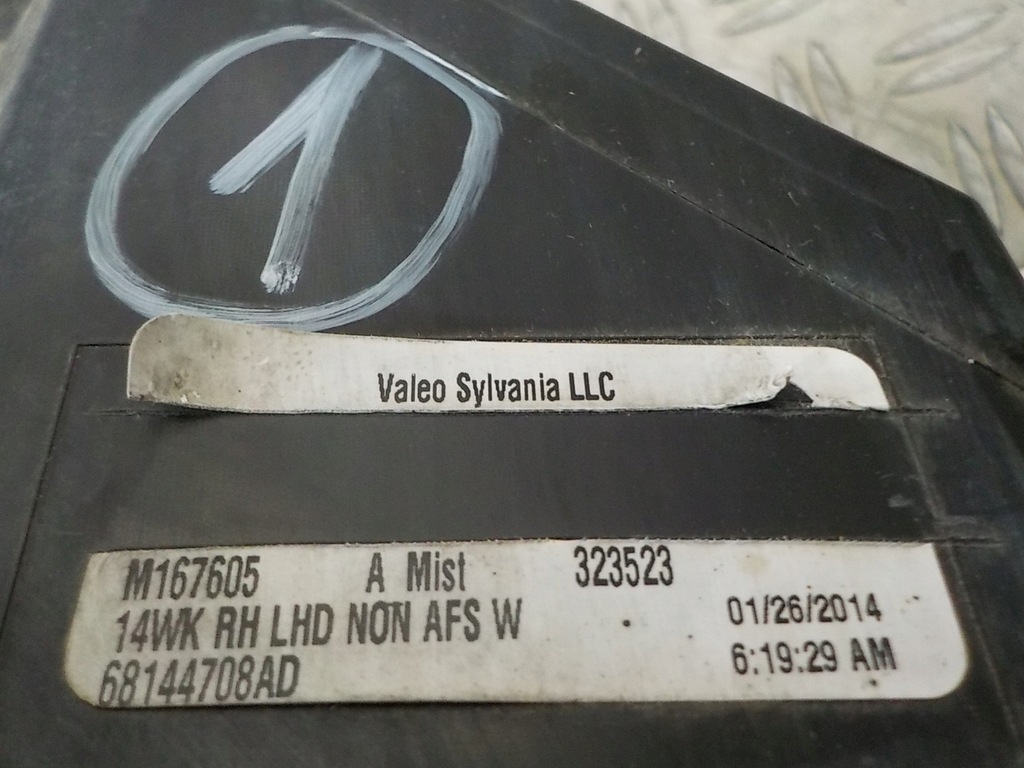 1
Valeo Sylvania LLC
M167605 A Mist 323523
14WK RH LHD NON AFS W 01/26/2014
68144708AD 6:19:29 AM